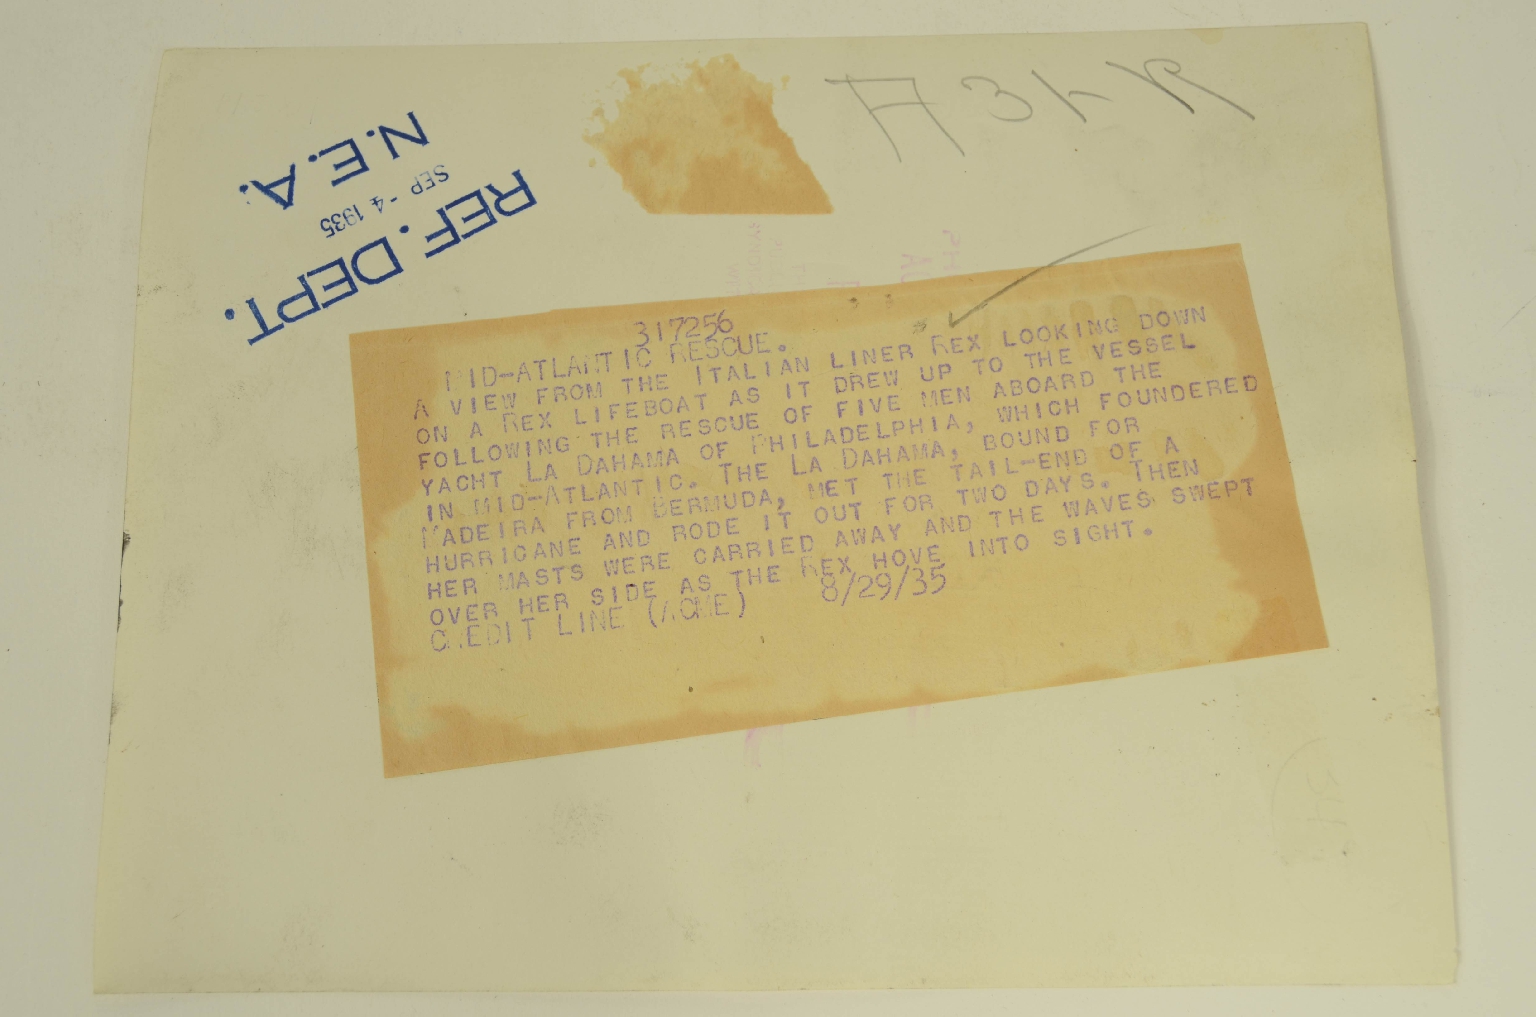 N.E.A.
SEP -4 1935
REF. DEPT.
317256
MID-ATLANTIC RESCUE.
A VIEW FROM THE ITALIAN LINER REX LOOKING DOWN
ON A REX LIFEBOAT AS IT DREW UP TO THE VESSEL
FOLLOWING THE RESCUE OF FIVE MEN ABOARD THE
YACHT LA DAHAMA OF PHILADELPHIA, WHICH FOUNDERED
IN MID-ATLANTIC. THE LA DAHAMA, BOUND FOR
MADEIRA FROM BERMUDA, MET THE TAIL-END OF A
HURRICANE AND RODE IT OUT FOR TWO DAYS. THEN
HER MASTS WERE CARRIED AWAY AND THE WAVES SWEPT
OVER HER SIDE AS THE REX HOVE INTO SIGHT.
CREDIT LINE (ACME) 8/29/35